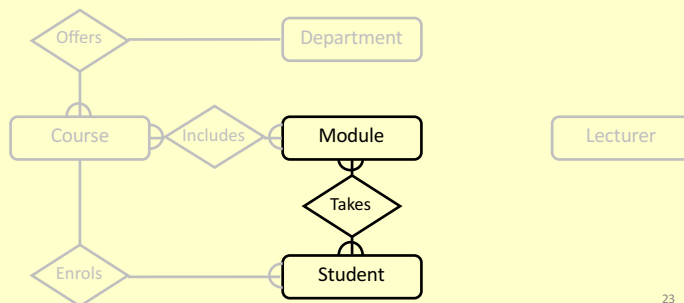 Offers
Department
Course
Includes
Module
Lecturer
Takes
Enrols
Student
23